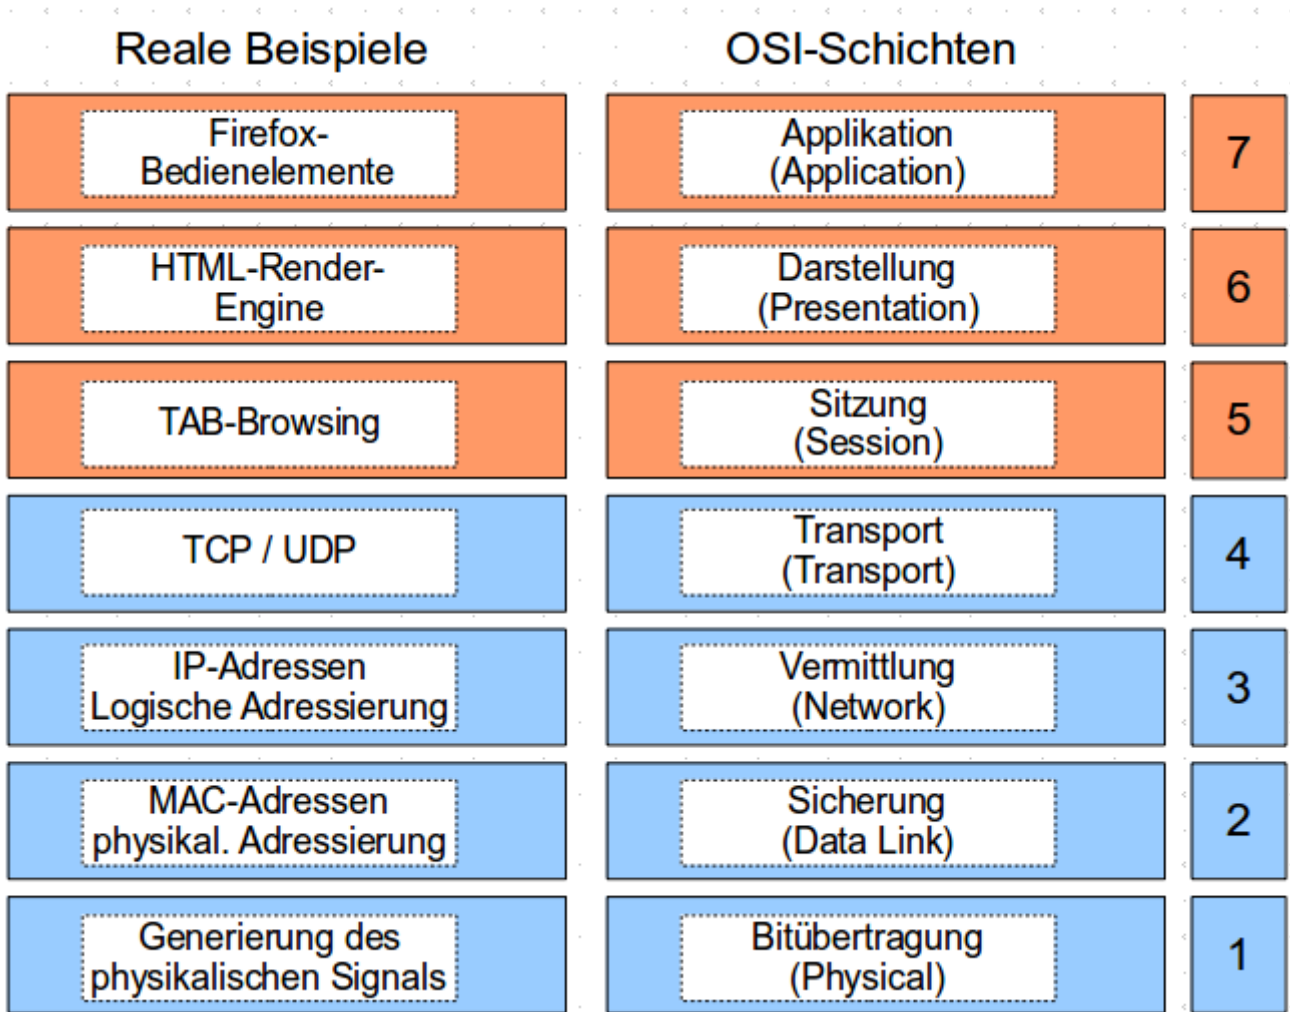 Reale Beispiele OSI-Schichten
Firefox-
Bedienelemente
Applikation
(Application)
7
HTML-Render-
Engine
Darstellung
(Presentation)
6
TAB-Browsing
Sitzung
(Session)
5
TCP / UDP
Transport
(Transport)
4
IP-Adressen
Logische Adressierung
Vermittlung
(Network)
3
MAC-Adressen
physikal. Adressierung
Sicherung
(Data Link)
2
Generierung des
physikalischen Signals
Bitübertragung
(Physical)
1